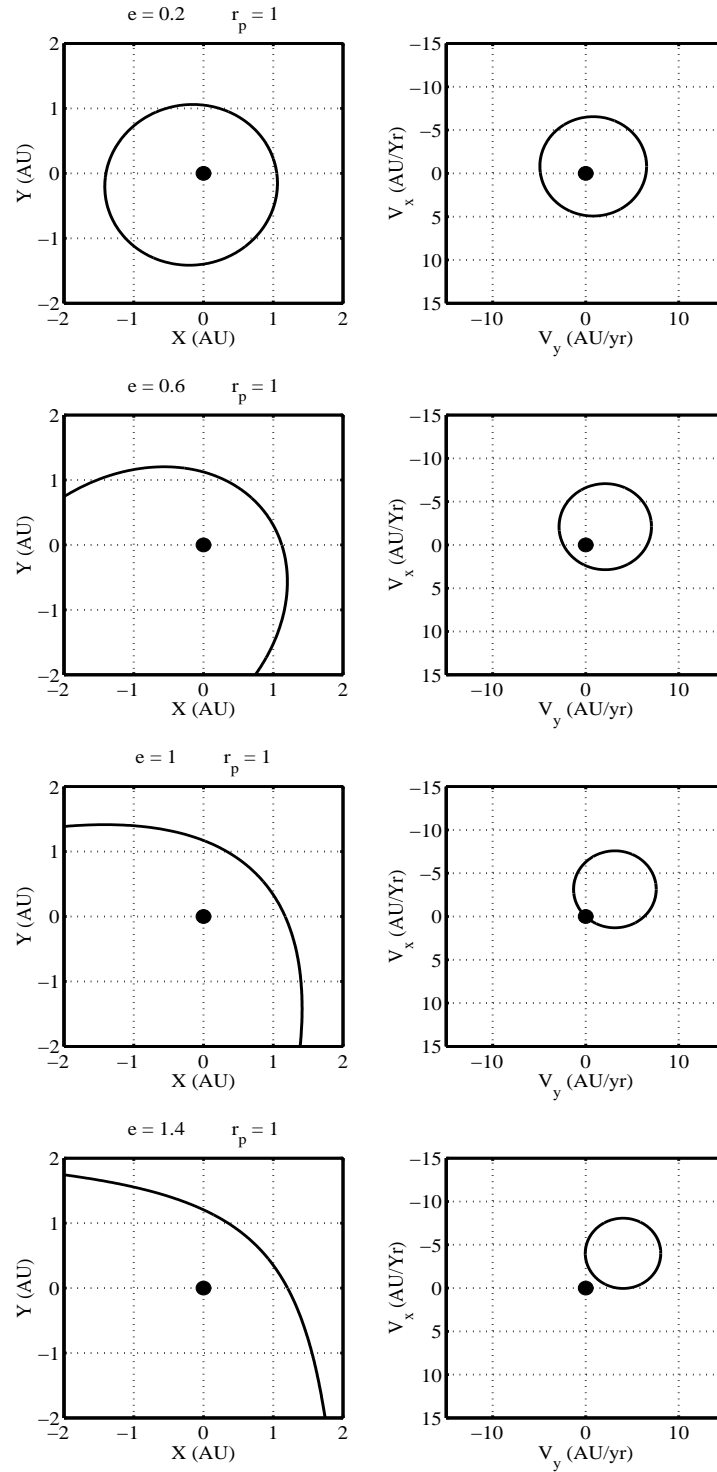 e = 0.2 r_p = 1
2
1
0
−1
−2
Y (AU)
−2 −1 0 1 2
X (AU)
−15
−10
−5
0
5
10
15
V_x (AU/Yr)
−10 0 10
V_y (AU/yr)
e = 0.6 r_p = 1
2
1
0
−1
−2
Y (AU)
−2 −1 0 1 2
X (AU)
−15
−10
−5
0
5
10
15
V_x (AU/Yr)
−10 0 10
V_y (AU/yr)
e = 1 r_p = 1
2
1
0
−1
−2
Y (AU)
−2 −1 0 1 2
X (AU)
−15
−10
−5
0
5
10
15
V_x (AU/Yr)
−10 0 10
V_y (AU/yr)
e = 1.4 r_p = 1
2
1
0
−1
−2
Y (AU)
−2 −1 0 1 2
X (AU)
−15
−10
−5
0
5
10
15
V_x (AU/Yr)
−10 0 10
V_y (AU/yr)